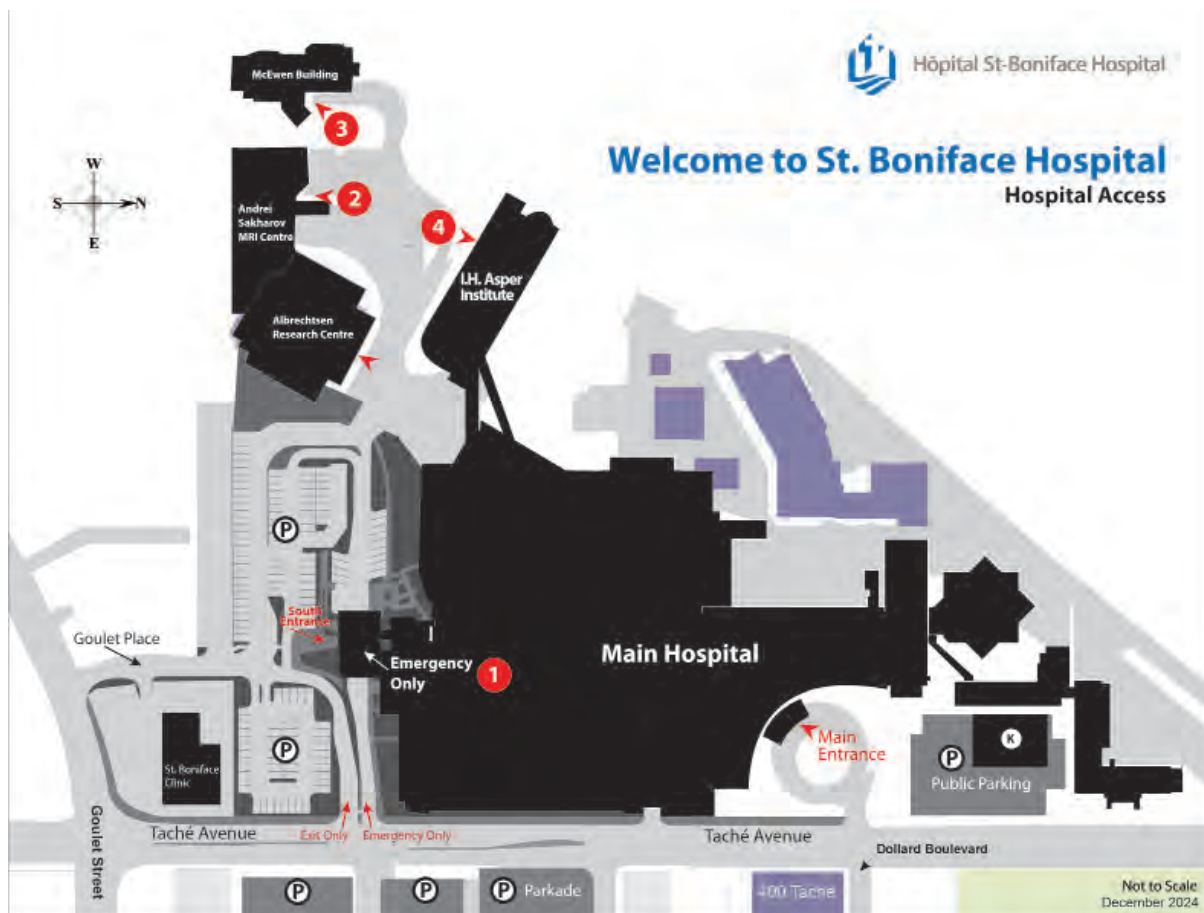 McEwen Building
3
Hôpital St-Boniface Hospital
Welcome to St. Boniface Hospital
Hospital Access
W
S
N
E
2
Andrei
Sakharov
MRI Centre
4
I.H. Asper
Institute
Albrechtsen
Research Centre
P
South
Entrance
Goulet Place
Emergency
Only
1
Main Hospital
Main
Entrance
P
St. Boniface
Clinic
P
K
Public Parking
Goulet Street
Taché Avenue
Exit Only
Emergency Only
Taché Avenue
Dollard Boulevard
P
P
P
Parkade
400 Tache
Not to Scale
December 2024